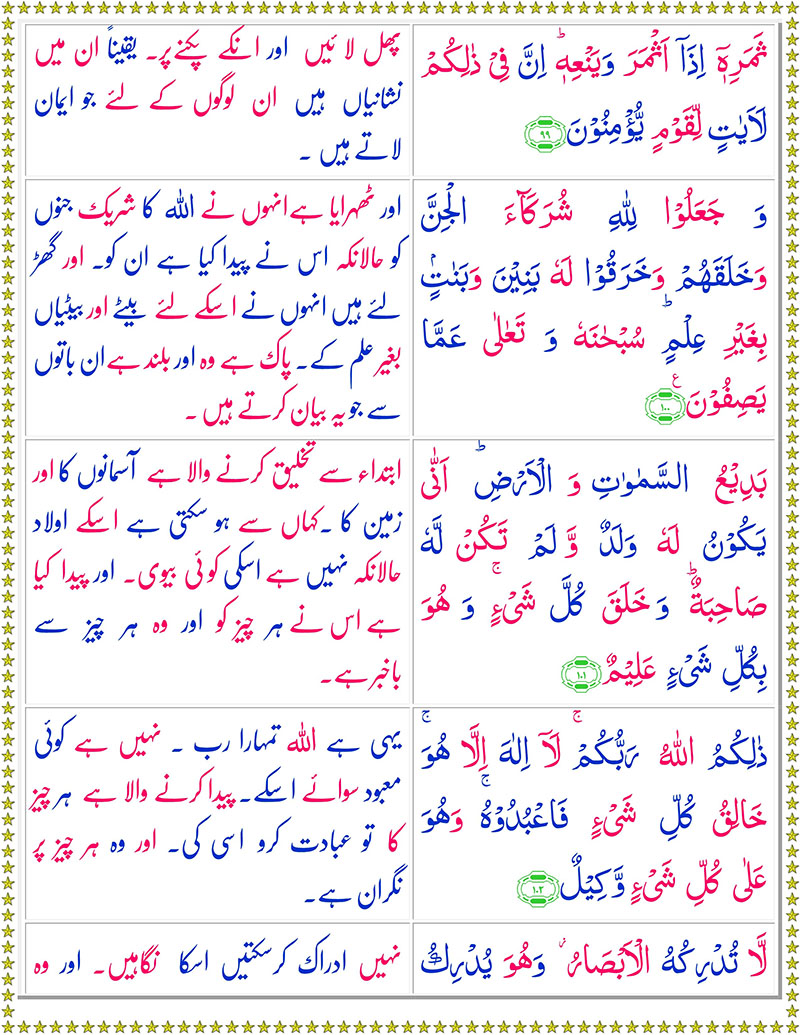 ثَمَرِهٖۤ اِذَاۤ اَثْمَرَ وَیَنْعِهٖؕ اِنَّ فِیْ ذٰلِكُمْ
لَاٰیٰتٍ لِّقَوْمٍ یُّؤْمِنُوْنَ ۹۹
پھل لائیں اور انکے پکنے پر۔ یقیناً ان میں
نشانیاں ہیں ان لوگوں کے لئے جو ایمان
لاتے ہیں ۔
وَ جَعَلُوْا لِلّٰهِ شُرَكَآءَ الْجِنَّ
وَخَلَقَهُمْ وَخَرَقُوْا لَهٗ بَنِیْنَ وَبَنٰتٍۭ
بِغَیْرِ عِلْمٍؕ سُبْحٰنَهٗ وَ تَعٰلٰی عَمَّا
یَصِفُوْنَ ع ۱۰۰
اور ٹھہرایا ہے انہوں نے اللہ کا شریک جنوں
کو حالانکہ اس نے پیدا کیا ہے ان کو۔ اور گھڑ
لئے ہیں انہوں نے اسکے لئے بیٹے اور بیٹیاں
بغیر علم کے۔ پاک ہے وہ اور بلند ہے ان باتوں
سے جو یہ بیان کرتے ہیں ۔
بَدِیْعُ السَّمٰوٰتِ وَ الْاَرْضِؕ اَنّٰی
یَكُوْنُ لَهٗ وَلَدٌ وَّ لَمْ تَكُنْ لَّهٗ
صَاحِبَةٌؕ وَ خَلَقَ كُلَّ شَیْءٍۚ وَ هُوَ
بِكُلِّ شَیْءٍ عَلِیْمٌ ۱۰۱
ابتداء سے تخلیق کرنے والا ہے آسمانوں کا اور
زمین کا ۔کہاں سے ہو سکتی ہے اسکے اولاد
حالانکہ نہیں ہے اسکی کوئی بیوی۔ اور پیدا کیا
ہے اس نے ہر چیز کو اور وہ ہر چیز سے
باخبر ہے۔
ذٰلِكُمُ اللّٰهُ رَبُّكُمْۚ لَاۤ اِلٰهَ اِلَّا هُوَۚ
خَالِقُ كُلِّ شَیْءٍ فَاعْبُدُوْهُۚ وَهُوَ
عَلٰی كُلِّ شَیْءٍ وَّكِیْلٌ ۱۰۲
یہی ہے اللہ تمہارا رب ۔ نہیں ہے کوئی
معبود سوائے اسکے۔ پیدا کرنے والا ہے ہر چیز
کا تو عبادت کرو اسی کی۔ اور وہ ہر چیز پر
نگران ہے۔
لَّا تُدْرِكُهُ الْاَبْصَارُؗ وَهُوَ یُدْرِكُ
نہیں ادراک کر سکتیں اسکا نگاہیں۔ اور وہ